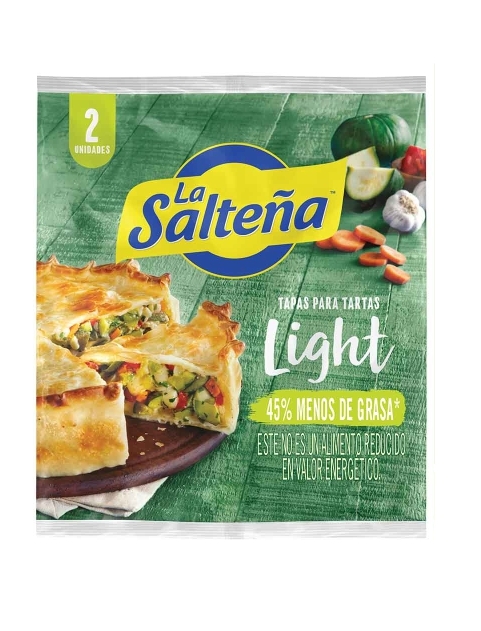 2
UNIDADES
La
Salteña™
TAPAS PARA TARTAS
Light
45% MENOS DE GRASA*
ESTE NO ES UN ALIMENTO REDUCIDO
EN VALOR ENERGÉTICO.